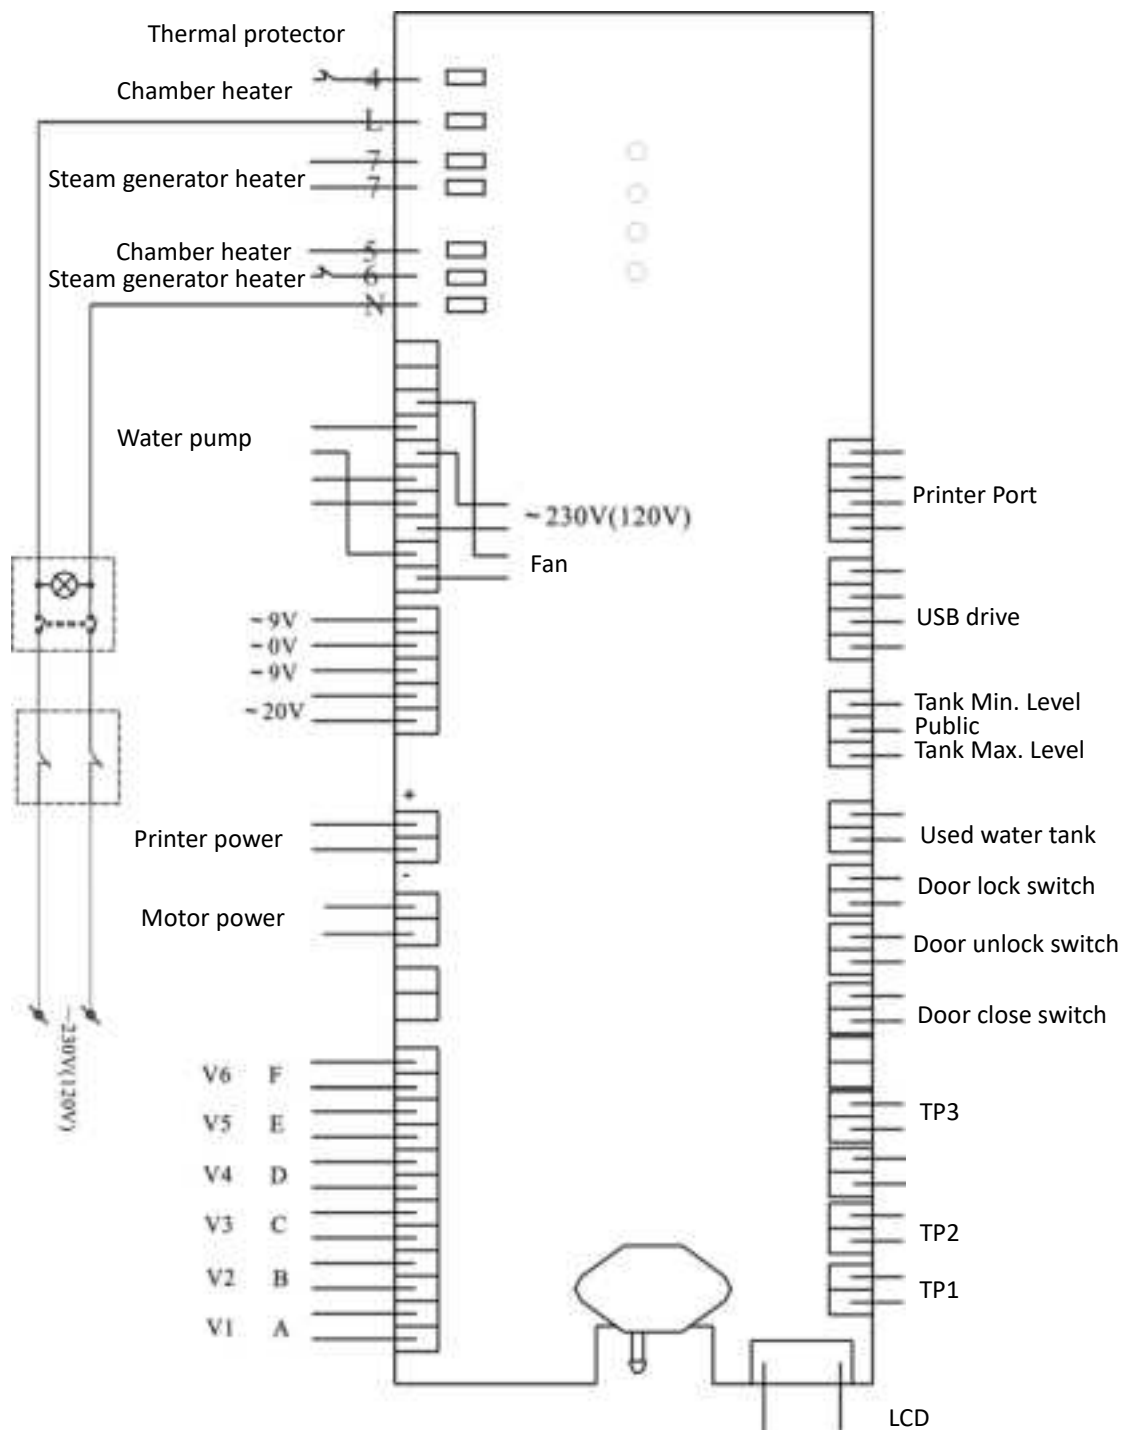 Thermal protector
4
Chamber heater
L
7
Steam generator heater
7
Chamber heater 5
Steam generator heater 6
N
Water pump
~230V(120V)
Fan
~9V
~0V
~9V
~20V
+
Printer power
-
Motor power
~230V(120V)
V6 F
V5 E
V4 D
V3 C
V2 B
V1 A
Printer Port
USB drive
Tank Min. Level
Public
Tank Max. Level
Used water tank
Door lock switch
Door unlock switch
Door close switch
TP3
TP2
TP1
LCD